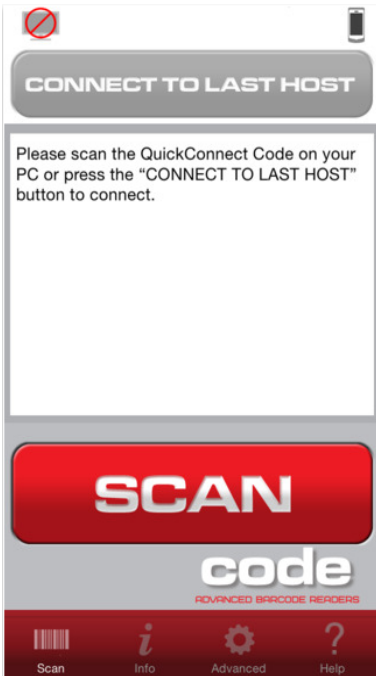 CONNECT TO LAST HOST
Please scan the QuickConnect Code on your
PC or press the “CONNECT TO LAST HOST”
button to connect.
SCAN
code
ADVANCED BARCODE READERS
Scan Info Advanced Help